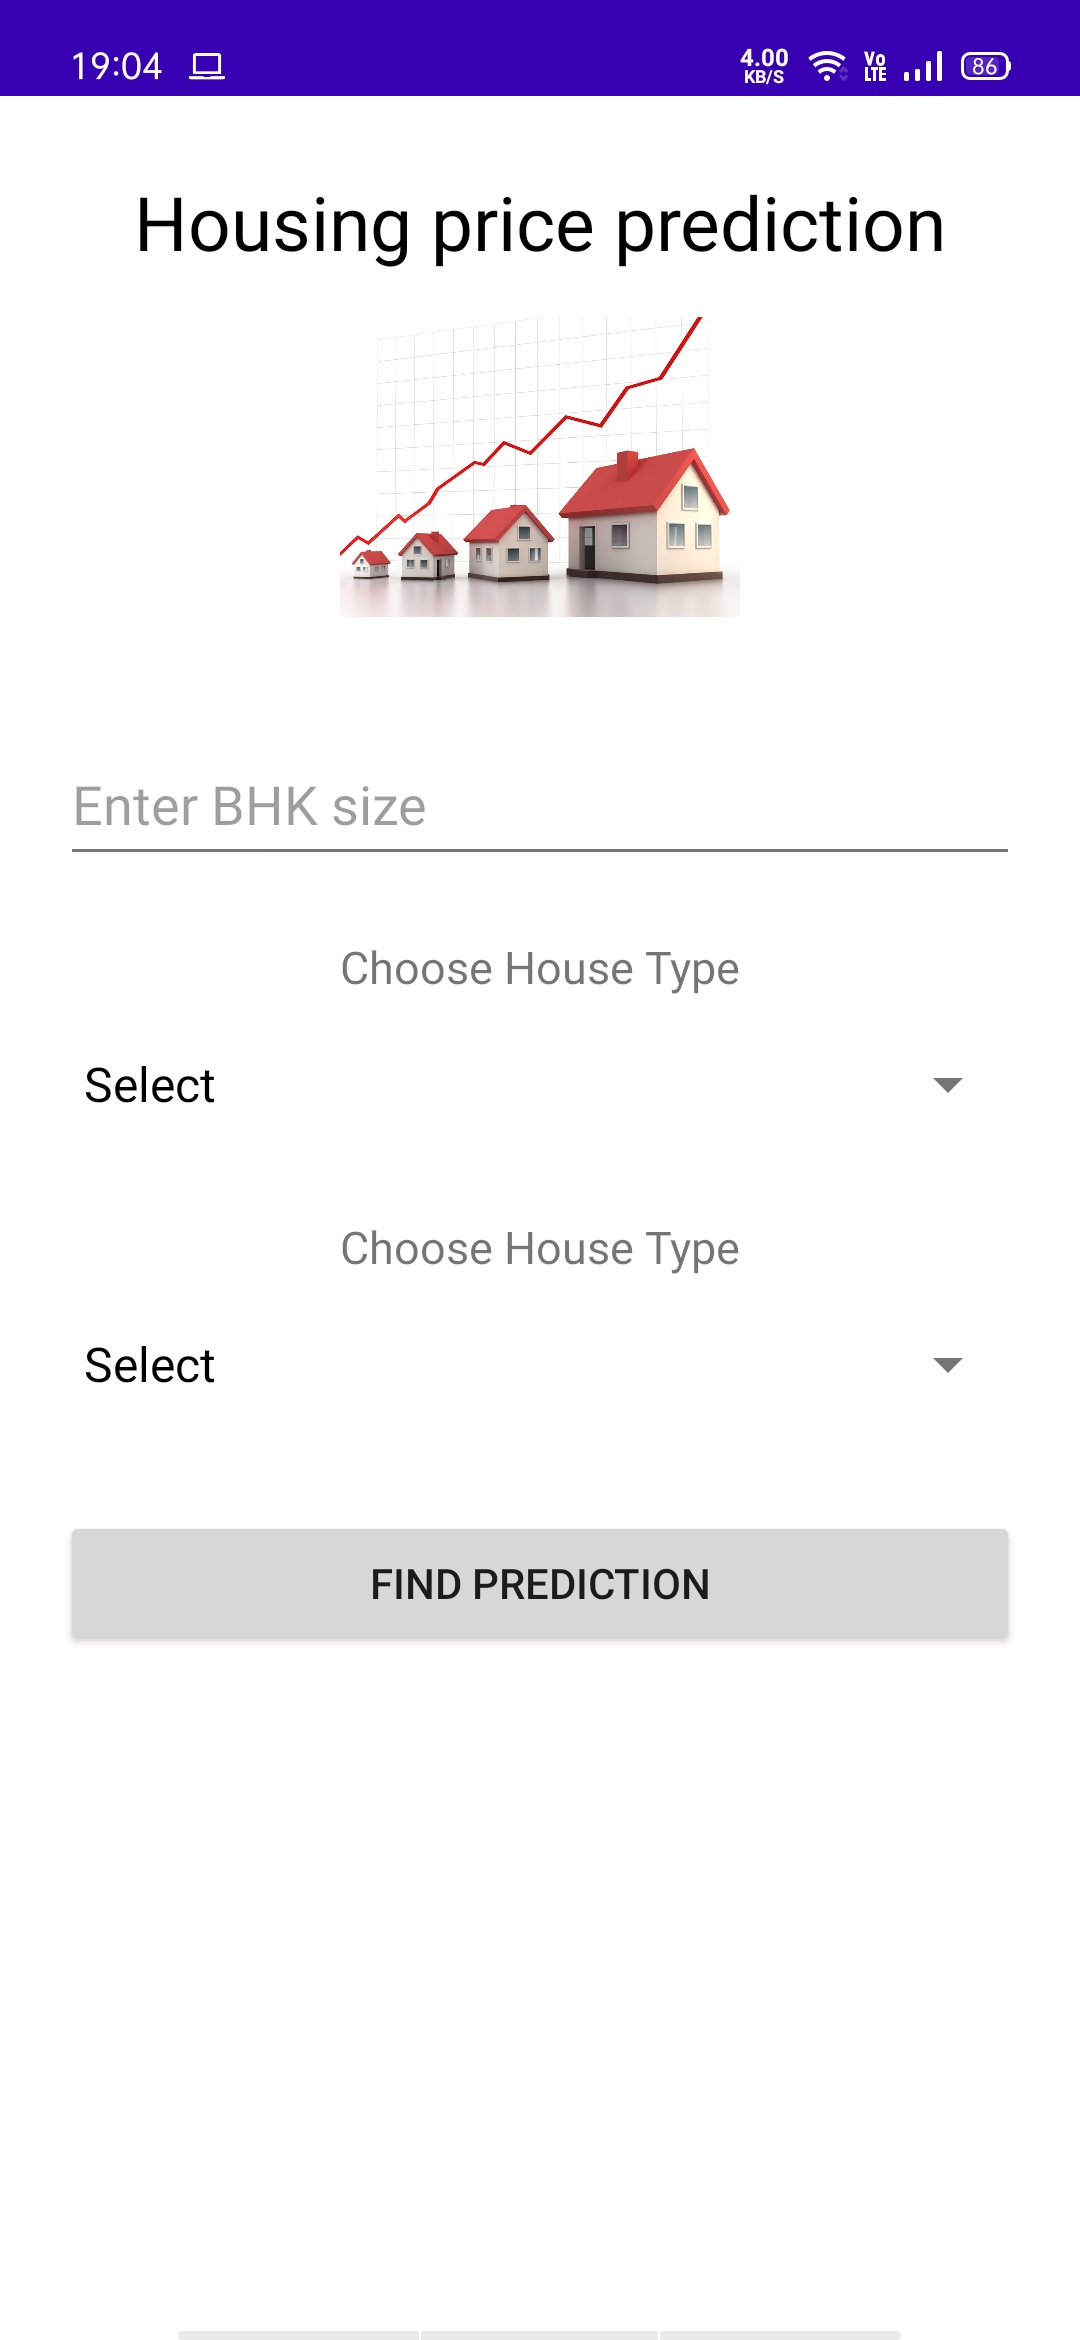 19:04 4.00 KB/S Vo LTE 86
Housing price prediction
Enter BHK size
Choose House Type
Select
Choose House Type
Select
FIND PREDICTION